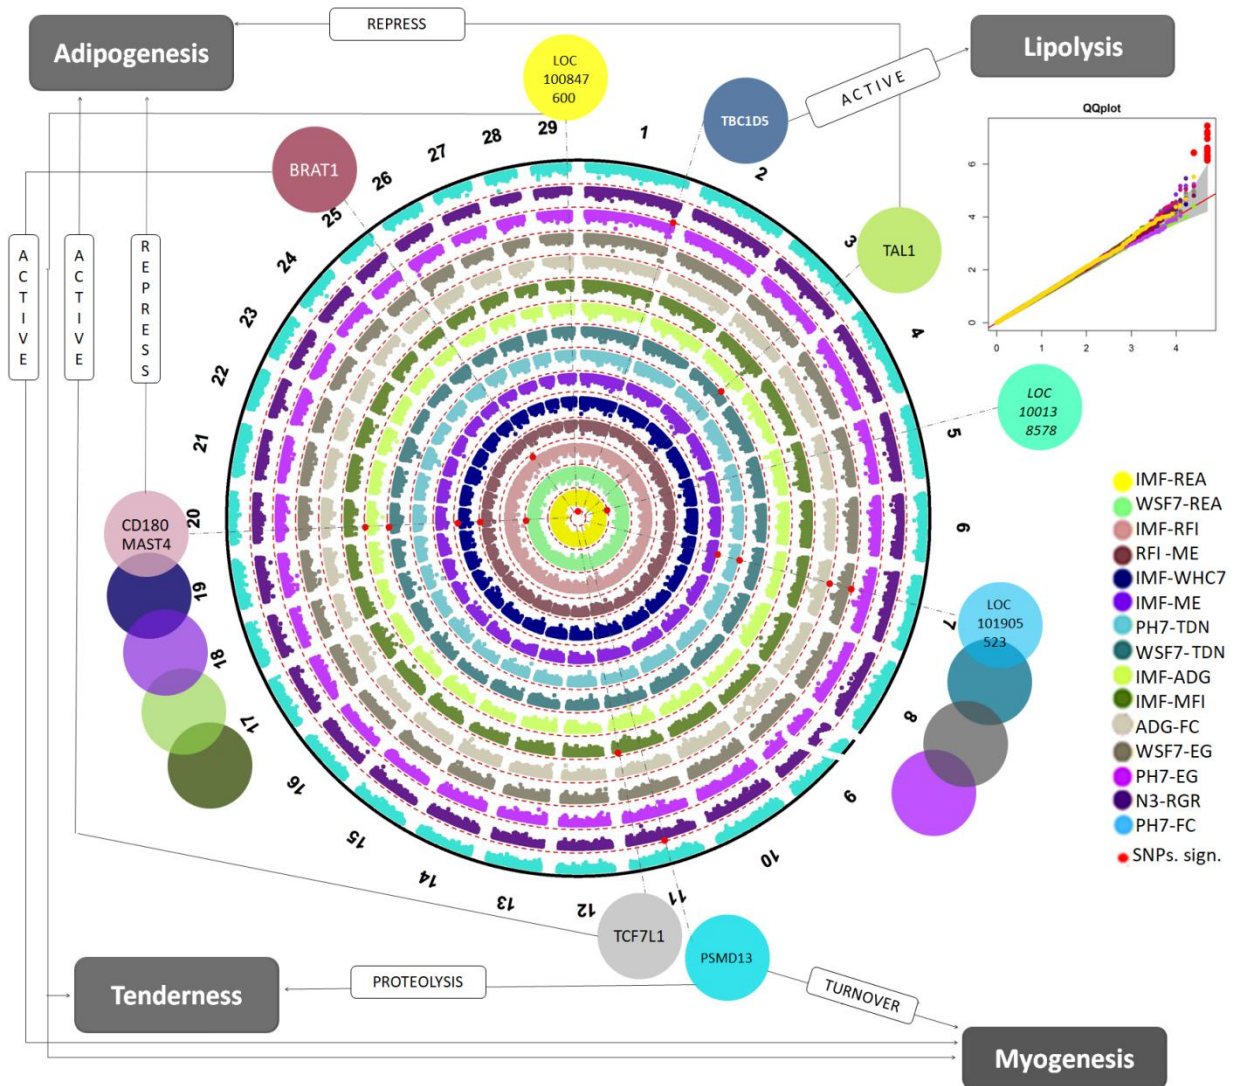 REPRESS
Adipogenesis
Lipolysis
LOC
100847
600
ACTIVE
TBC1D5
QQplot
6
4
2
0
0
1
2
3
4
BRAT1
TAL1
29
1
2
3
4
5
6
7
8
9
10
11
12
13
14
15
16
17
18
19
20
21
22
23
24
25
26
27
28
ACTIVE
ACTIVE
REPRESS
LOC
10013
8578
CD180
MAST4
LOC
101905
523
IMF-REA
WSF7-REA
IMF-RFI
RFI -ME
IMF-WHC7
IMF-ME
PH7-TDN
WSF7-TDN
IMF-ADG
IMF-MFI
ADG-FC
WSF7-EG
PH7-EG
N3-RGR
PH7-FC
SNPs. sign.
TCF7L1
PSMD13
Tenderness
PROTEOLYSIS
TURNOVER
Myogenesis